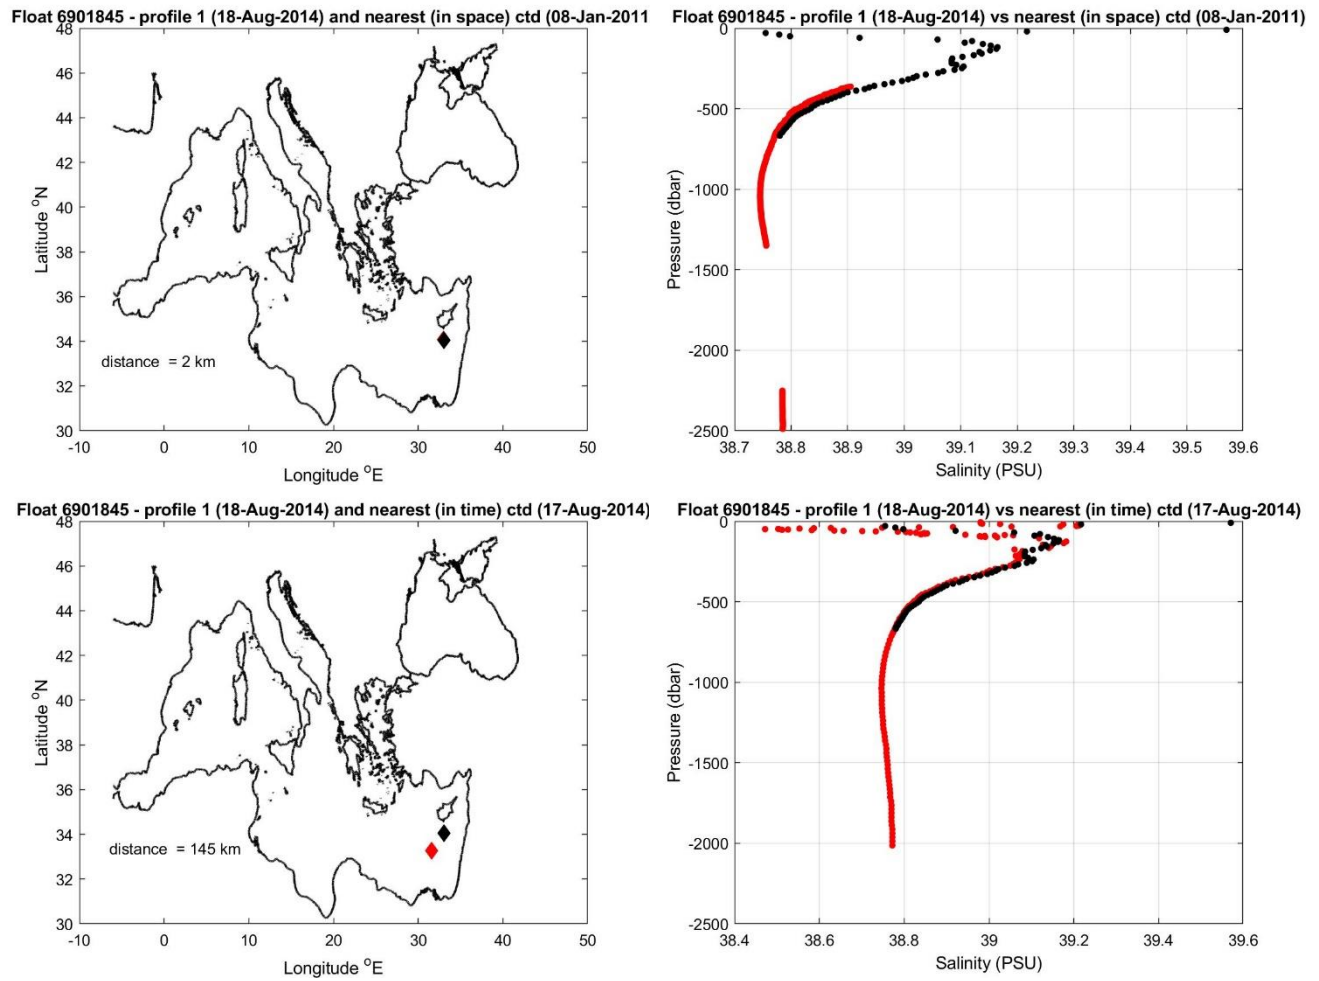 Float 6901845 - profile 1 (18-Aug-2014) and nearest (in space) ctd (08-Jan-2011
48
46
44
42
40
38
36
34
32
30
Latitude °N
distance = 2 km
-10 0 10 20 30 40 50
Longitude °E
Float 6901845 - profile 1 (18-Aug-2014) vs nearest (in space) ctd (08-Jan-2011)
0
-500
-1000
-1500
-2000
-2500
Pressure (dbar)
38.7 38.8 38.9 39 39.1 39.2 39.3 39.4 39.5 39.6
Salinity (PSU)
Float 6901845 - profile 1 (18-Aug-2014) and nearest (in time) ctd (17-Aug-2014)
48
46
44
42
40
38
36
34
32
30
Latitude °N
distance = 145 km
-10 0 10 20 30 40 50
Longitude °E
Float 6901845 - profile 1 (18-Aug-2014) vs nearest (in time) ctd (17-Aug-2014)
0
-500
-1000
-1500
-2000
-2500
Pressure (dbar)
38.4 38.6 38.8 39 39.2 39.4 39.6
Salinity (PSU)